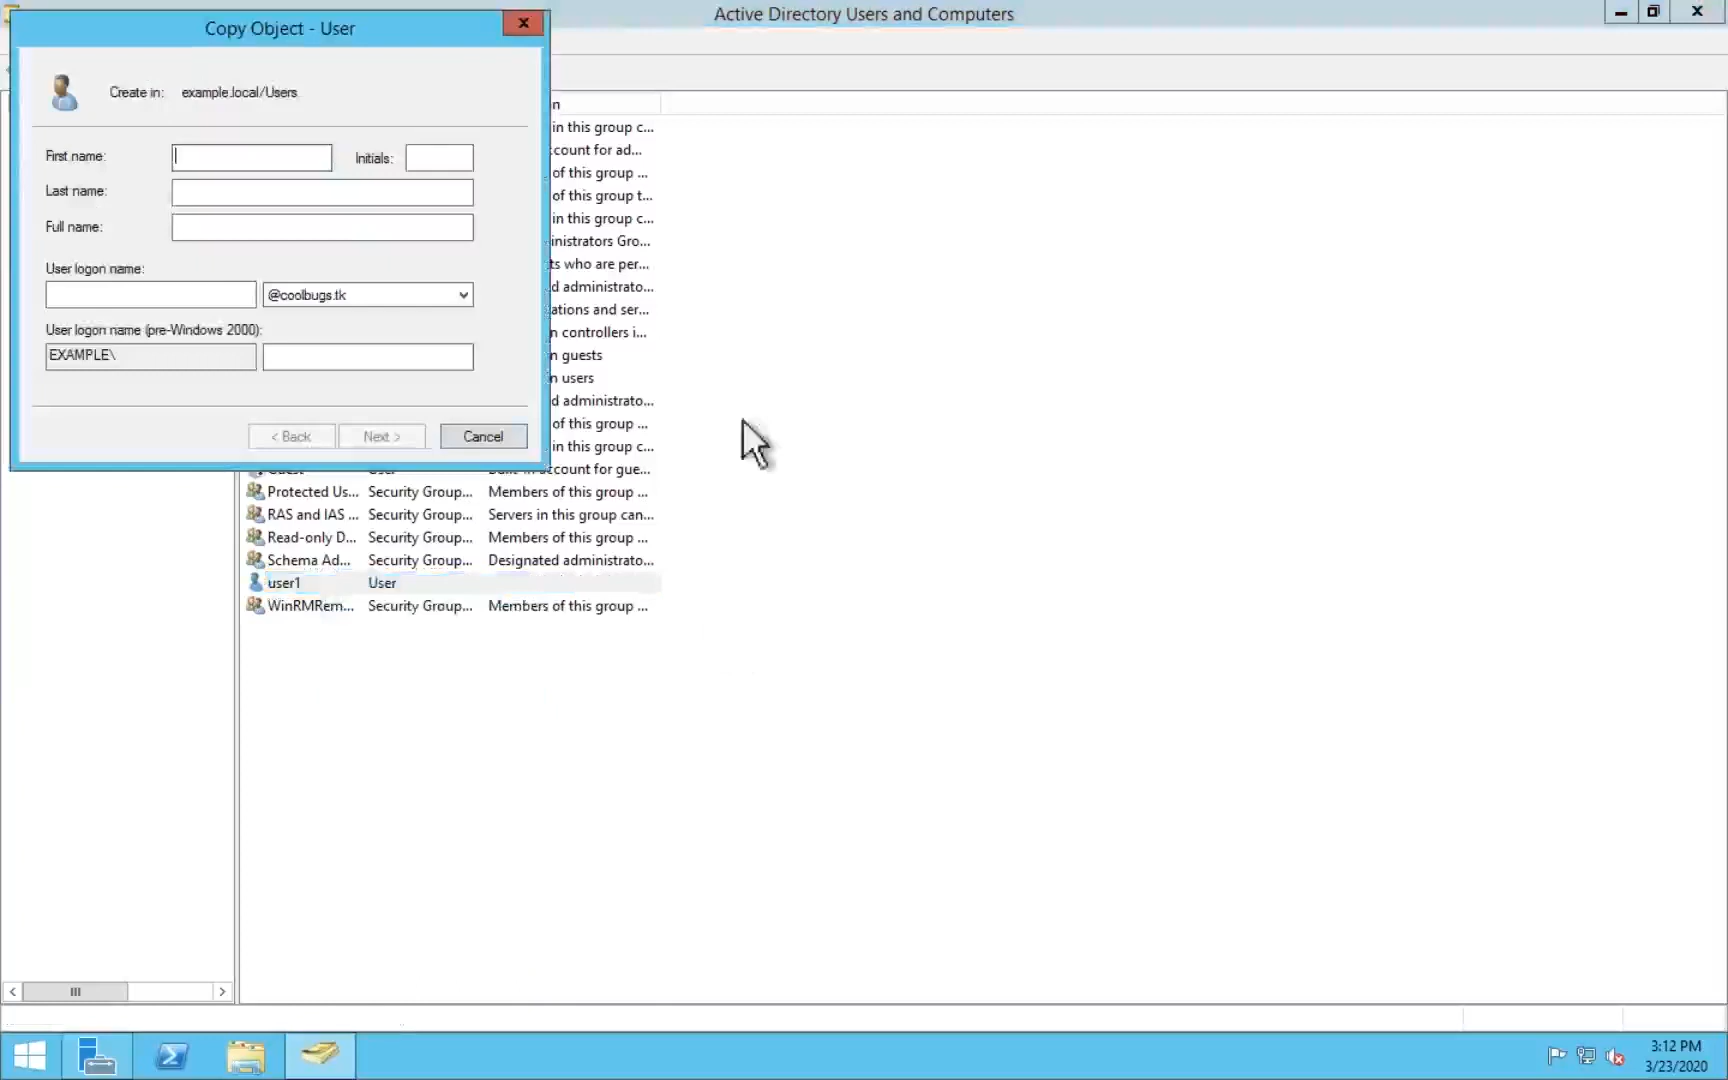 Active Directory Users and Computers
Copy Object - User
Create in: example.local/Users
First name:
Initials:
Last name:
Full name:
User logon name:
@coolbugs.tk
User logon name (pre-Windows 2000):
EXAMPLE\
< Back Next > Cancel
in this group c...
count for ad...
of this group ...
of this group t...
in this group c...
inistrators Gro...
ts who are per...
d administrato...
ations and ser...
n controllers i...
n guests
n users
d administrato...
of this group ...
in this group c...
count for gue...
Protected Us... Security Group... Members of this group ...
RAS and IAS ... Security Group... Servers in this group can...
Read-only D... Security Group... Members of this group ...
Schema Ad... Security Group... Designated administrato...
user1 User
WinRMRem... Security Group... Members of this group ...
3:12 PM
3/23/2020